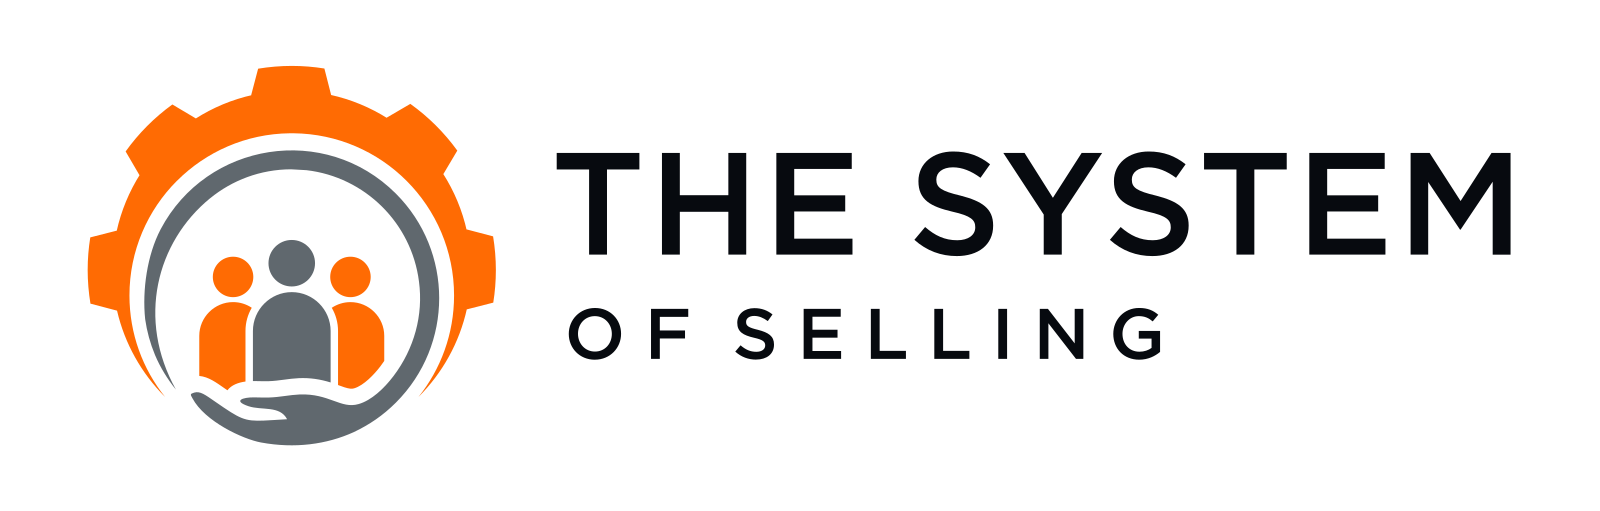 THE SYSTEM
OF SELLING